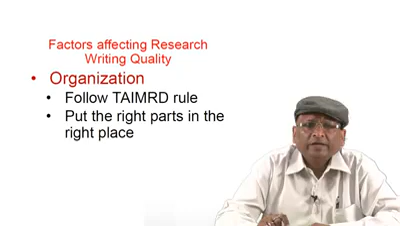 Factors affecting Research
Writing Quality
• Organization
• Follow TAIMRD rule
• Put the right parts in the
right place